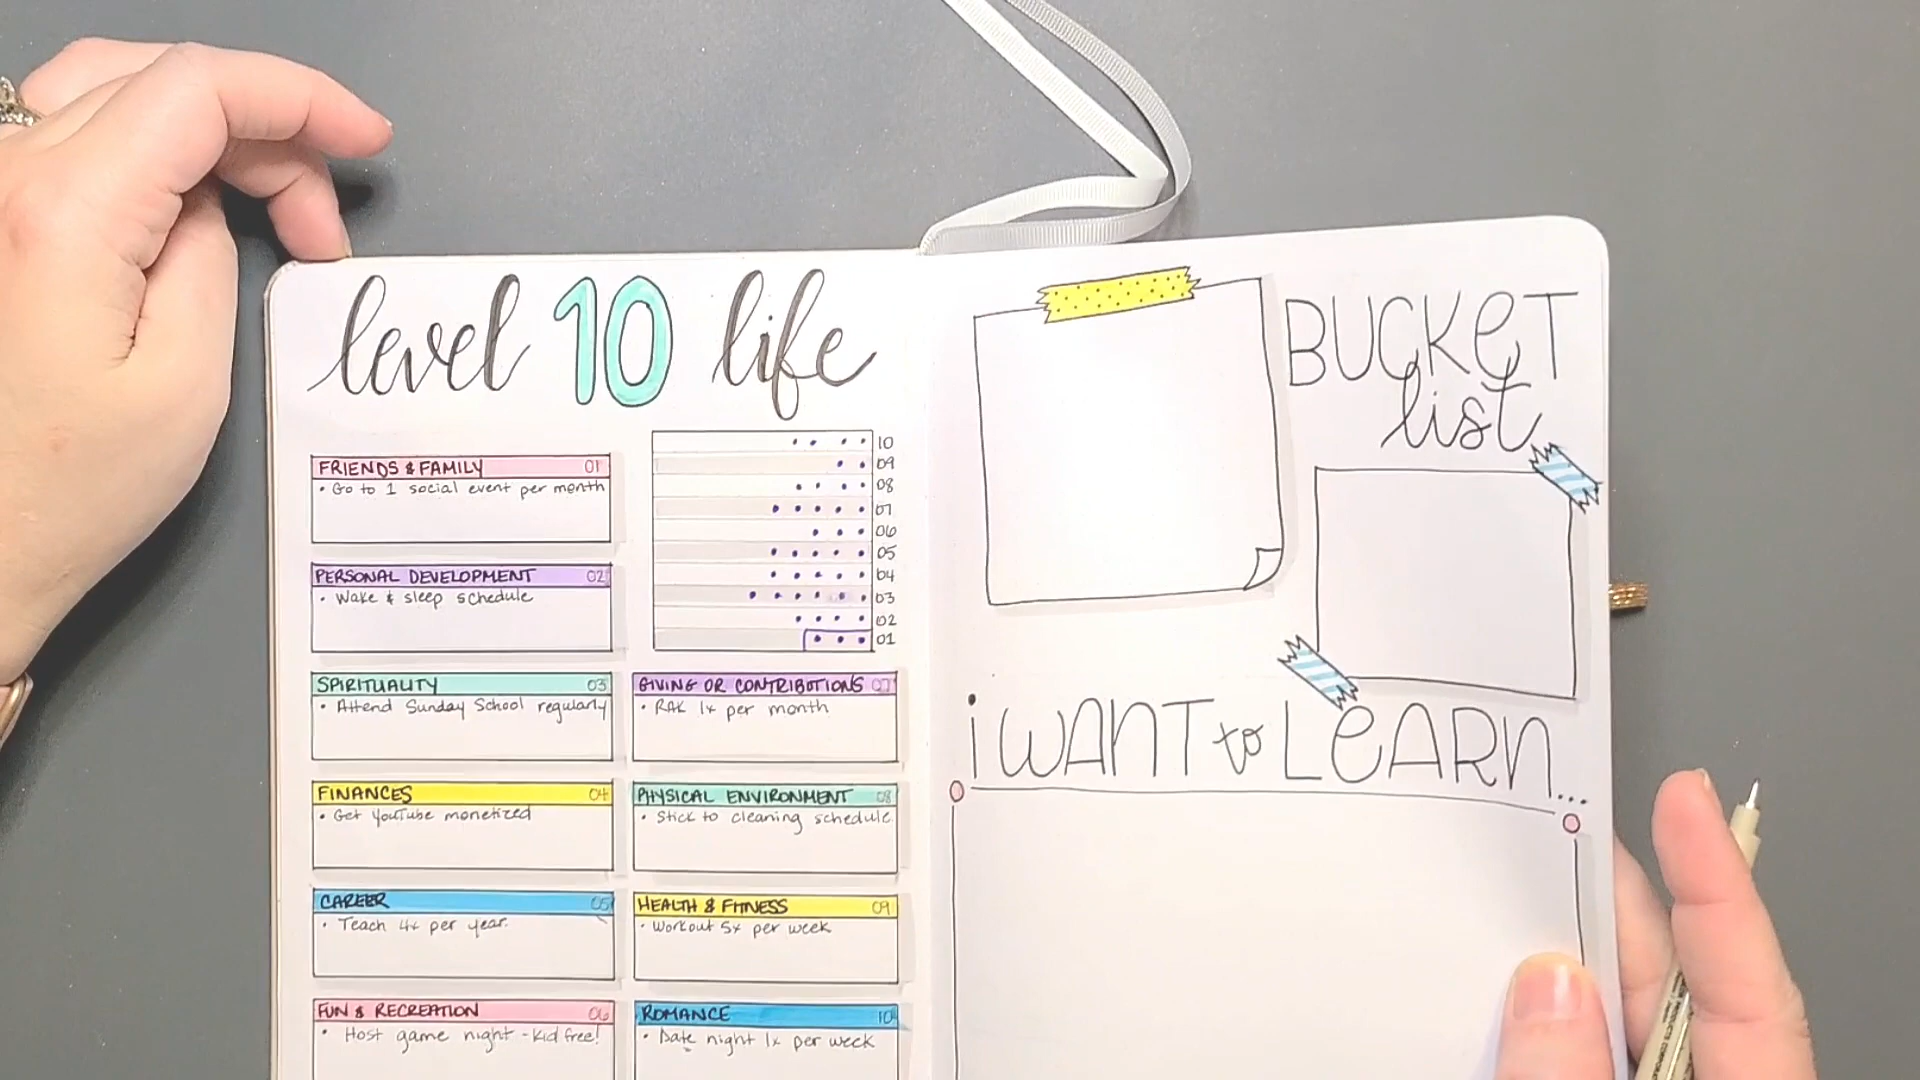 level 10 life
FRIENDS & FAMILY 01
• Go to 1 social event per month
PERSONAL DEVELOPMENT 02
• Wake & sleep schedule
SPIRITUALITY 03
• Attend Sunday School regularly
FINANCES 04
• Get YouTube monetized
CAREER 05
• Teach 4x per year.
FUN & RECREATION 06
• Host game night - kid free!
10
09
08
07
06
05
04
03
02
01
GIVING OR CONTRIBUTIONS 07
• RAK 1x per month
PHYSICAL ENVIRONMENT 08
• Stick to cleaning schedule
HEALTH & FITNESS 09
• Workout 5x per week
ROMANCE 10
• Date night 1x per week
BUCKET
list
i WANT to LEARN...